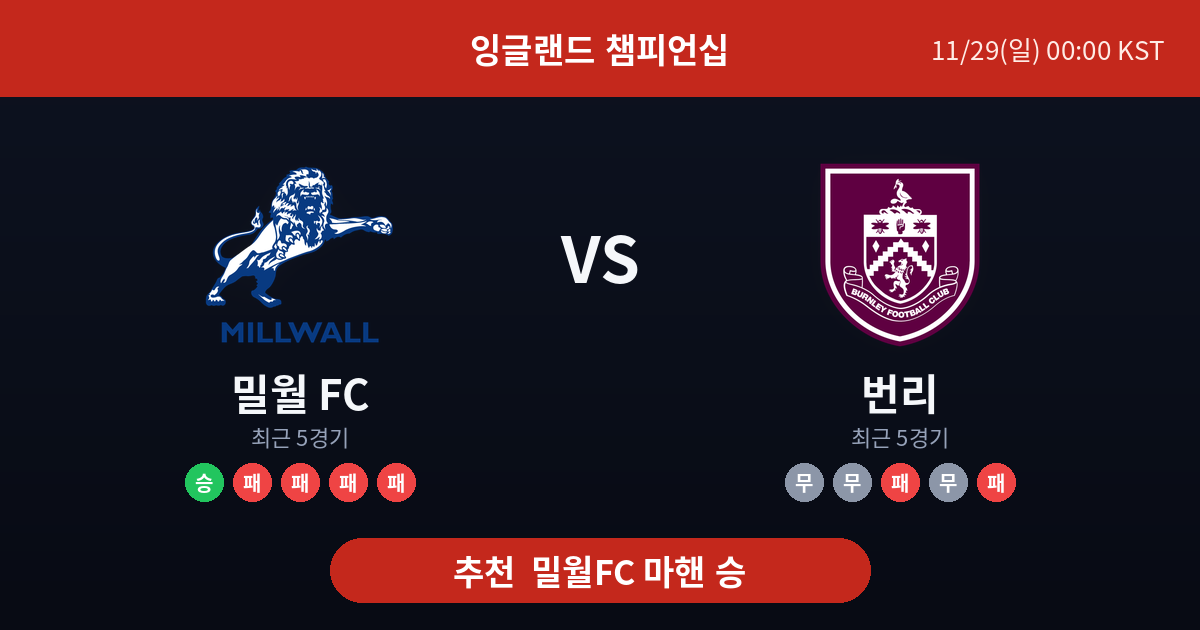 잉글랜드 챔피언십
11/29(일) 00:00 KST
VS
MILLWALL
BURNLEY FOOTBALL CLUB
밀월 FC
번리
최근 5경기
최근 5경기
승 패 패 패 패
무 무 패 무 패
추천 밀월FC 마핸 승